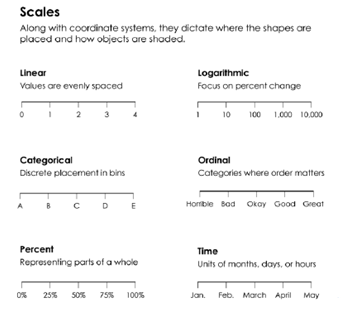 Scales
Along with coordinate systems, they dictate where the shapes are
placed and how objects are shaded.
Linear
Values are evenly spaced
0 1 2 3 4
Logarithmic
Focus on percent change
1 10 100 1,000 10,000
Categorical
Discrete placement in bins
A B C D E
Ordinal
Categories where order matters
Horrible Bad Okay Good Great
Percent
Representing parts of a whole
0% 25% 50% 75% 100%
Time
Units of months, days, or hours
Jan. Feb. March April May